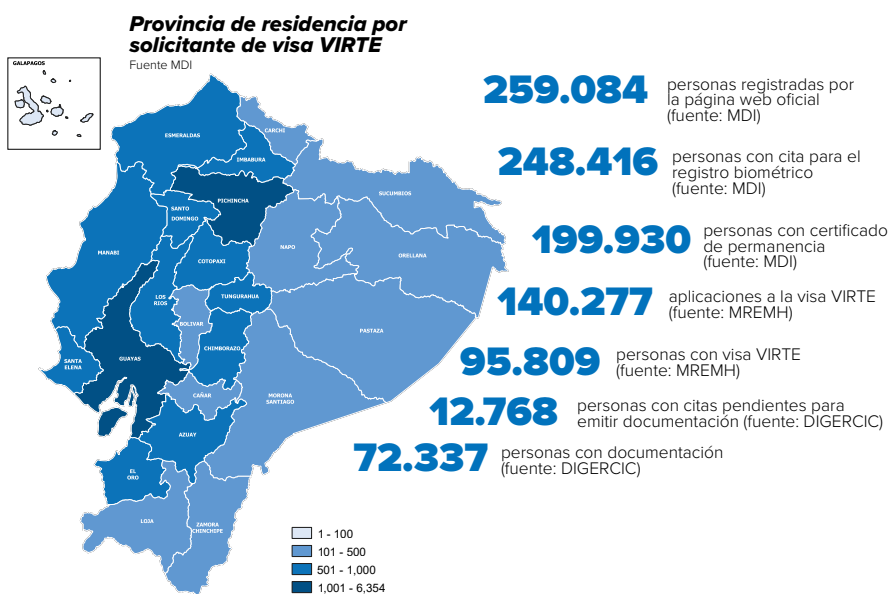 Provincia de residencia por
solicitante de visa VIRTE
Fuente MDI
GALAPAGOS
259.084
personas registradas por
la página web oficial
(fuente: MDI)
248.416
personas con cita para el
registro biométrico
(fuente: MDI)
199.930
personas con certificado
de permanencia
(fuente: MDI)
140.277
aplicaciones a la visa VIRTE
(fuente: MREMH)
95.809
personas con visa VIRTE
(fuente: MREMH)
12.768
personas con citas pendientes para
emitir documentación (fuente: DIGERCIC)
72.337
personas con documentación
(fuente: DIGERCIC)
ESMERALDAS
CARCHI
IMBABURA
SUCUMBIOS
PICHINCHA
SANTO
DOMINGO
MANABI
NAPO
ORELLANA
COTOPAXI
LOS
RIOS
TUNGURAHUA
BOLIVAR
PASTAZA
CHIMBORAZO
SANTA
ELENA
GUAYAS
CAÑAR
MORONA
SANTIAGO
AZUAY
EL
ORO
LOJA
ZAMORA
CHINCHIPE
1 - 100
101 - 500
501 - 1,000
1,001 - 6,354